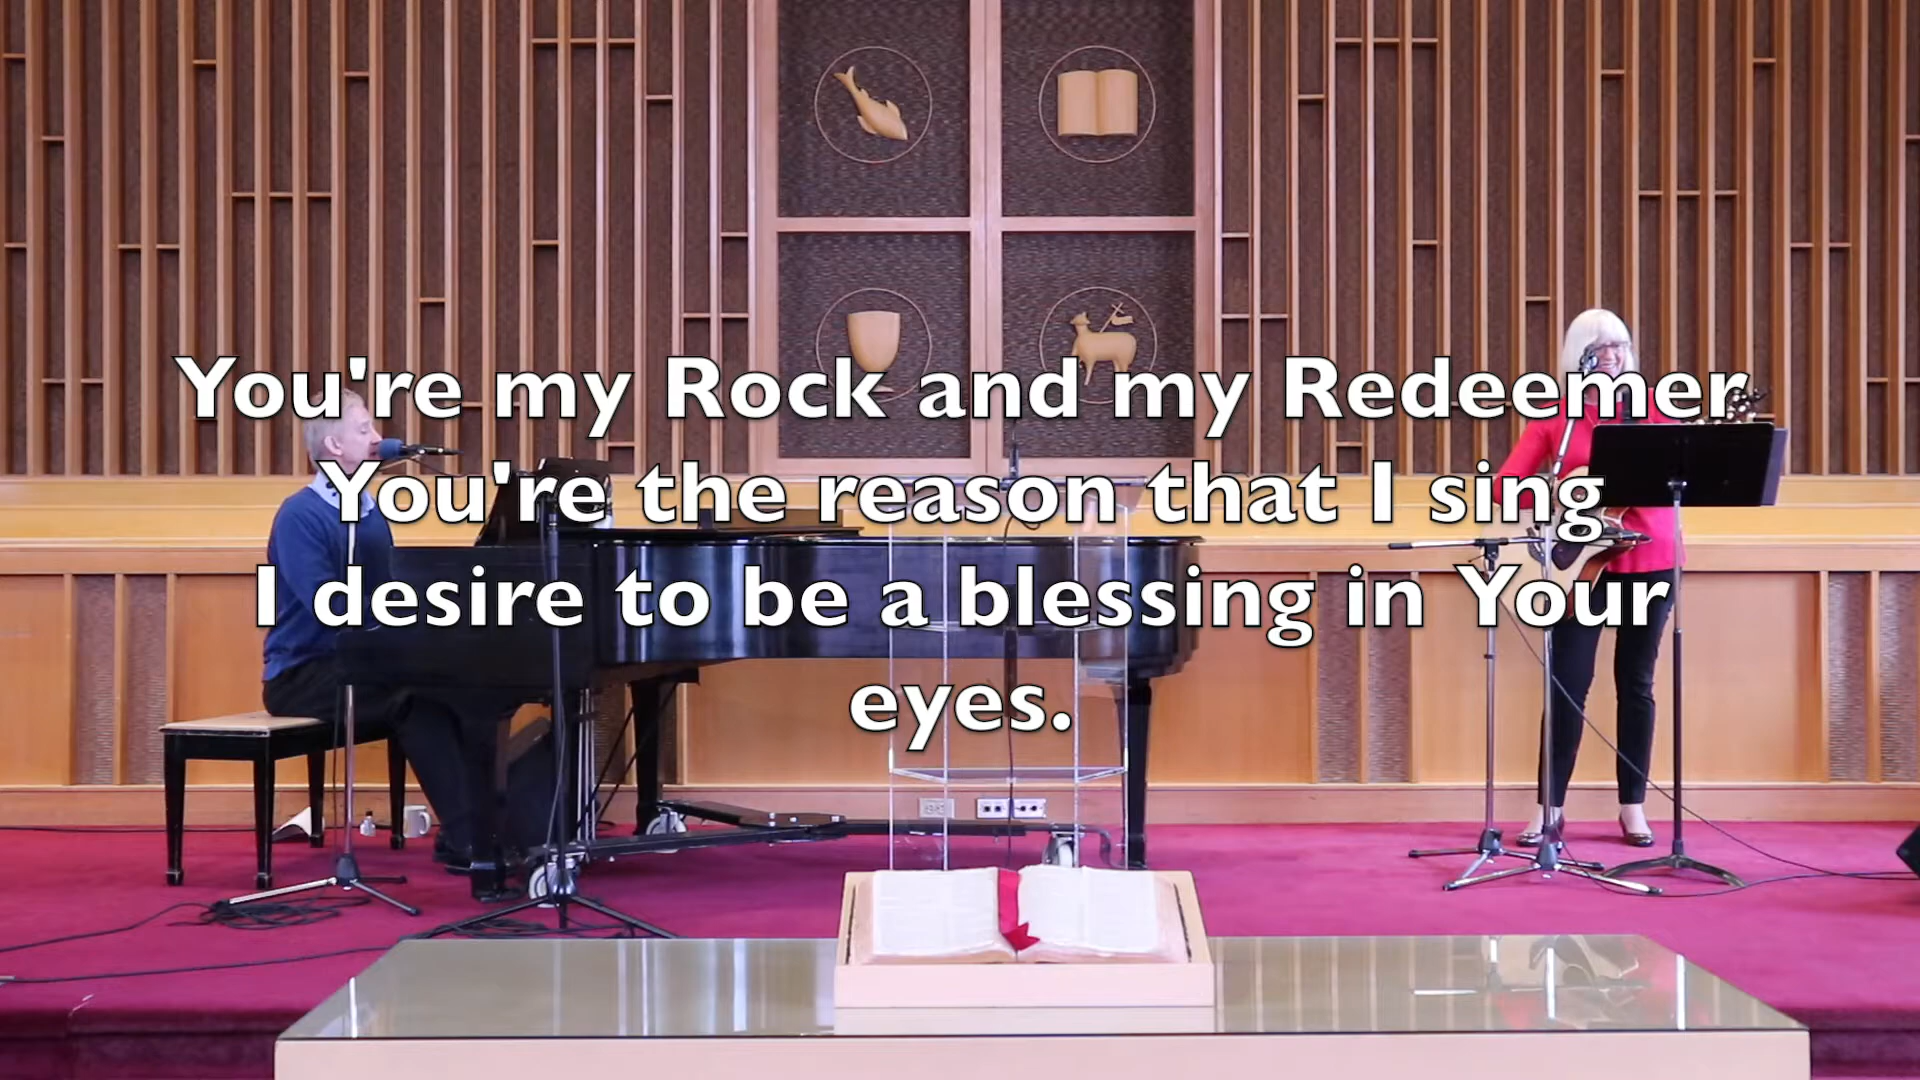 You're my Rock and my Redeemer
You're the reason that I sing
I desire to be a blessing in Your
eyes.